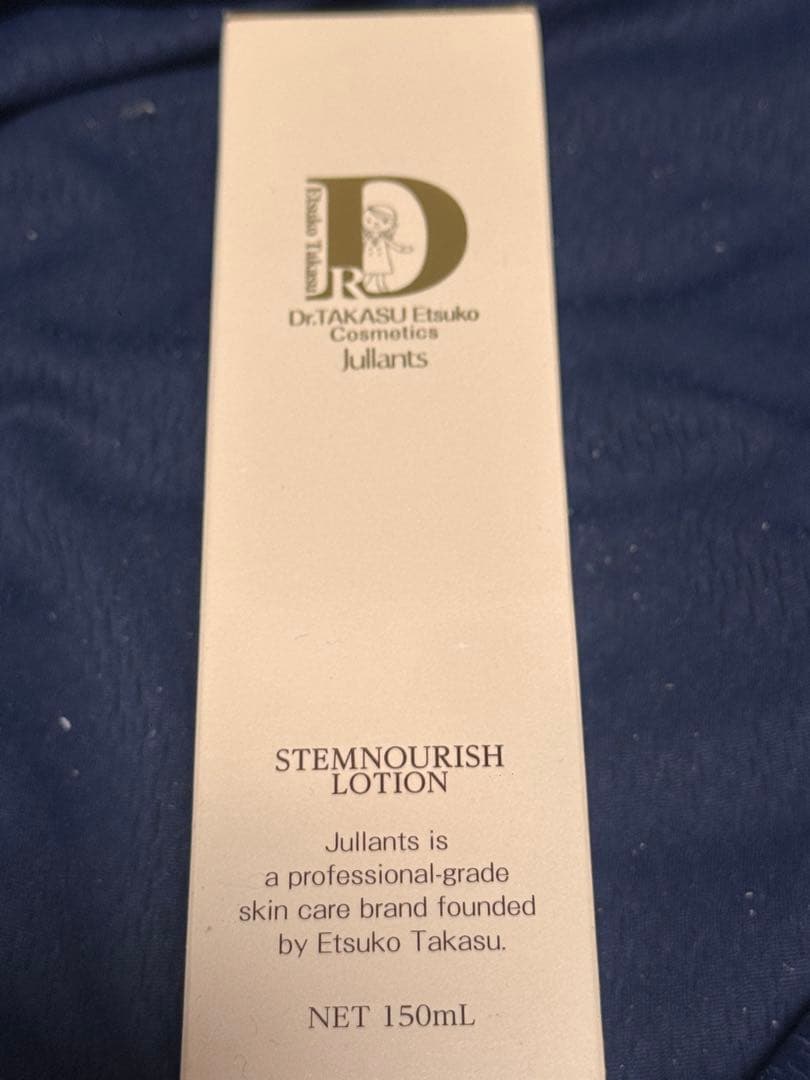 Etsuko Takasu
DR
Dr.TAKASU Etsuko
Cosmetics
Jullants
STEMNOURISH
LOTION
Jullants is
a professional-grade
skin care brand founded
by Etsuko Takasu.
NET 150mL